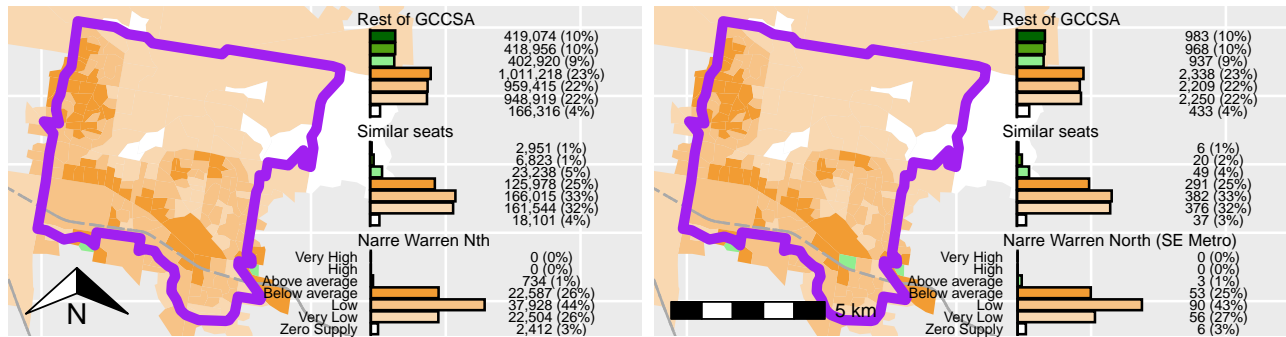 Rest of GCCSA
419,074 (10%)
418,956 (10%)
402,920 (9%)
1,011,218 (23%)
959,415 (22%)
948,919 (22%)
166,316 (4%)
Similar seats
2,951 (1%)
6,823 (1%)
23,238 (5%)
125,978 (25%)
166,015 (33%)
161,544 (32%)
18,101 (4%)
Narre Warren Nth
Very High 0 (0%)
High 0 (0%)
Above average 734 (1%)
Below average 22,587 (26%)
Low 37,928 (44%)
Very Low 22,504 (26%)
Zero Supply 2,412 (3%)
N
Rest of GCCSA
983 (10%)
968 (10%)
937 (9%)
2,338 (23%)
2,209 (22%)
2,250 (22%)
433 (4%)
Similar seats
6 (1%)
20 (2%)
49 (4%)
291 (25%)
382 (33%)
376 (32%)
37 (3%)
Narre Warren North (SE Metro)
Very High 0 (0%)
High 0 (0%)
Above average 3 (1%)
Below average 53 (25%)
Low 90 (43%)
Very Low 56 (27%)
Zero Supply 6 (3%)
5 km